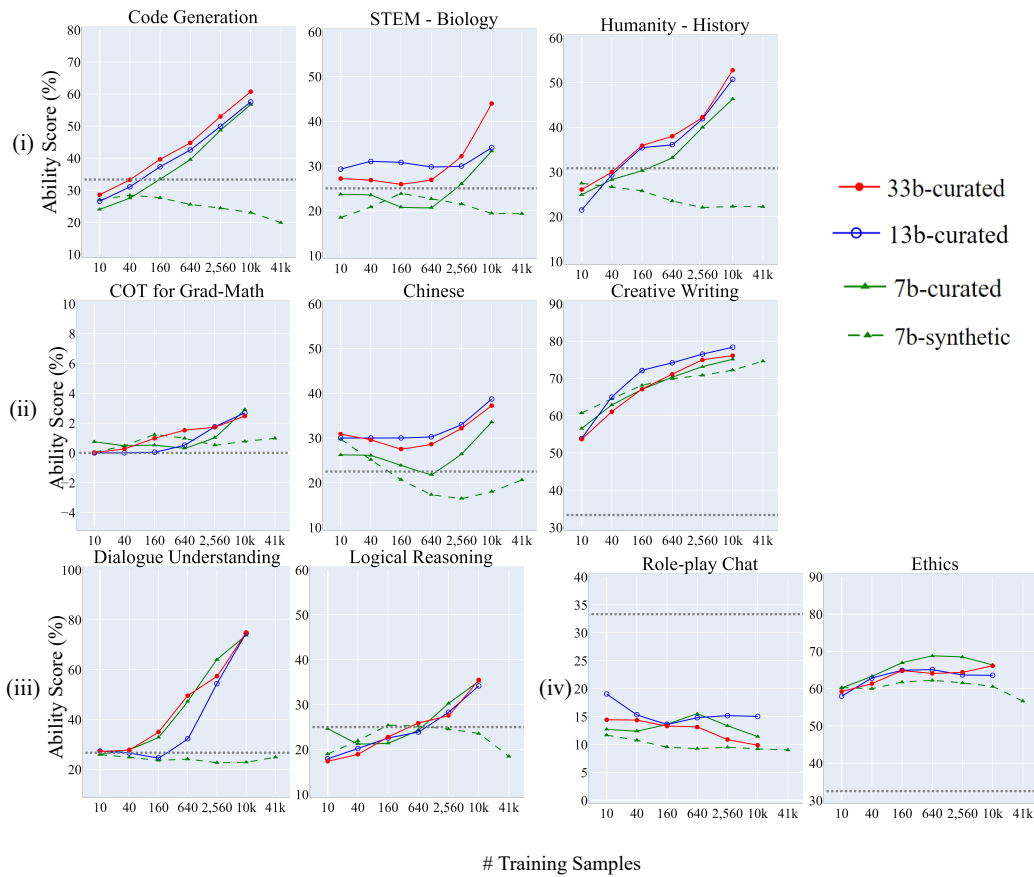 Code Generation
STEM - Biology
Humanity - History
(i)
Ability Score (%)
80
70
60
50
40
30
20
10
10 40 160 640 2,560 10k 41k
60
50
40
30
20
10
10 40 160 640 2,560 10k 41k
60
50
40
30
20
10
10 40 160 640 2,560 10k 41k
33b-curated
13b-curated
7b-curated
7b-synthetic
COT for Grad-Math
Chinese
Creative Writing
(ii)
Ability Score (%)
10
8
6
4
2
0
−2
−4
10 40 160 640 2,560 10k 41k
60
50
40
30
20
10
10 40 160 640 2,560 10k 41k
90
80
70
60
50
40
30
10 40 160 640 2,560 10k 41k
Dialogue Understanding
Logical Reasoning
Role-play Chat
Ethics
(iii)
Ability Score (%)
100
80
60
40
20
10 40 160 640 2,560 10k 41k
60
50
40
30
20
10
10 40 160 640 2,560 10k 41k
(iv)
40
35
30
25
20
15
10
5
0
10 40 160 640 2,560 10k 41k
90
80
70
60
50
40
30
10 40 160 640 2,560 10k 41k
# Training Samples